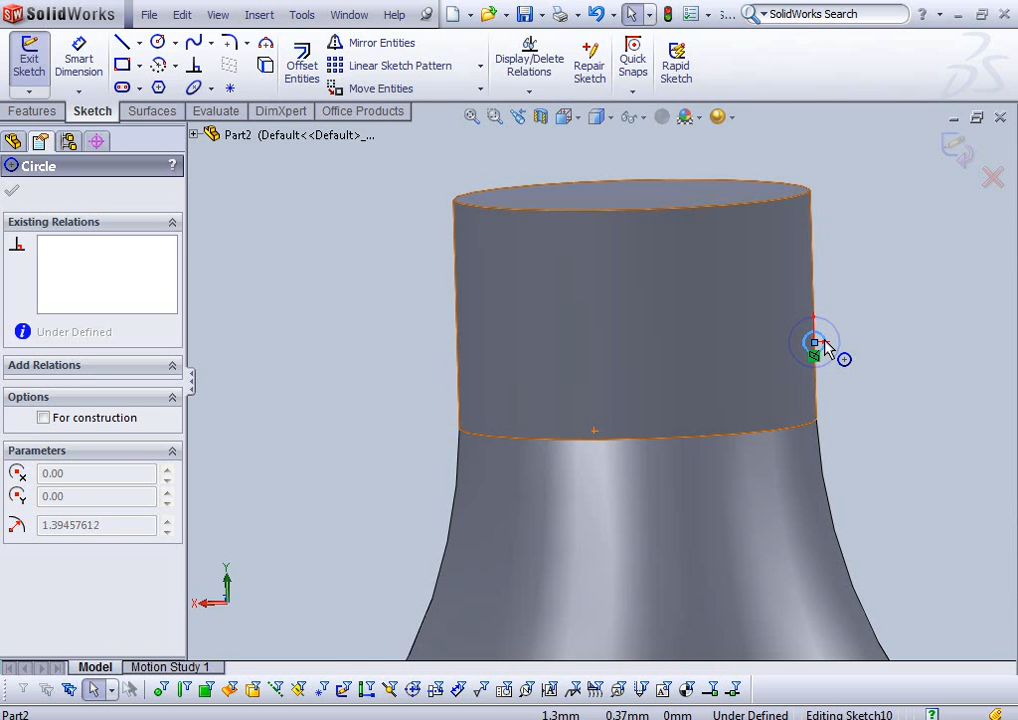 SolidWorks File Edit View Insert Tools Window Help s... SolidWorks Search ?
Exit Sketch
Smart Dimension
Offset Entities
Mirror Entities
Linear Sketch Pattern
Move Entities
Display/Delete Relations
Repair Sketch
Quick Snaps
Rapid Sketch
Features Sketch Surfaces Evaluate DimXpert Office Products
Part2 (Default<<Default>_...
Circle ?
Existing Relations
Under Defined
Add Relations
Options
For construction
Parameters
0.00
0.00
1.39457612
Y
X
Model Motion Study 1
Part2 1.3mm 0.37mm 0mm Under Defined Editing Sketch10 ?